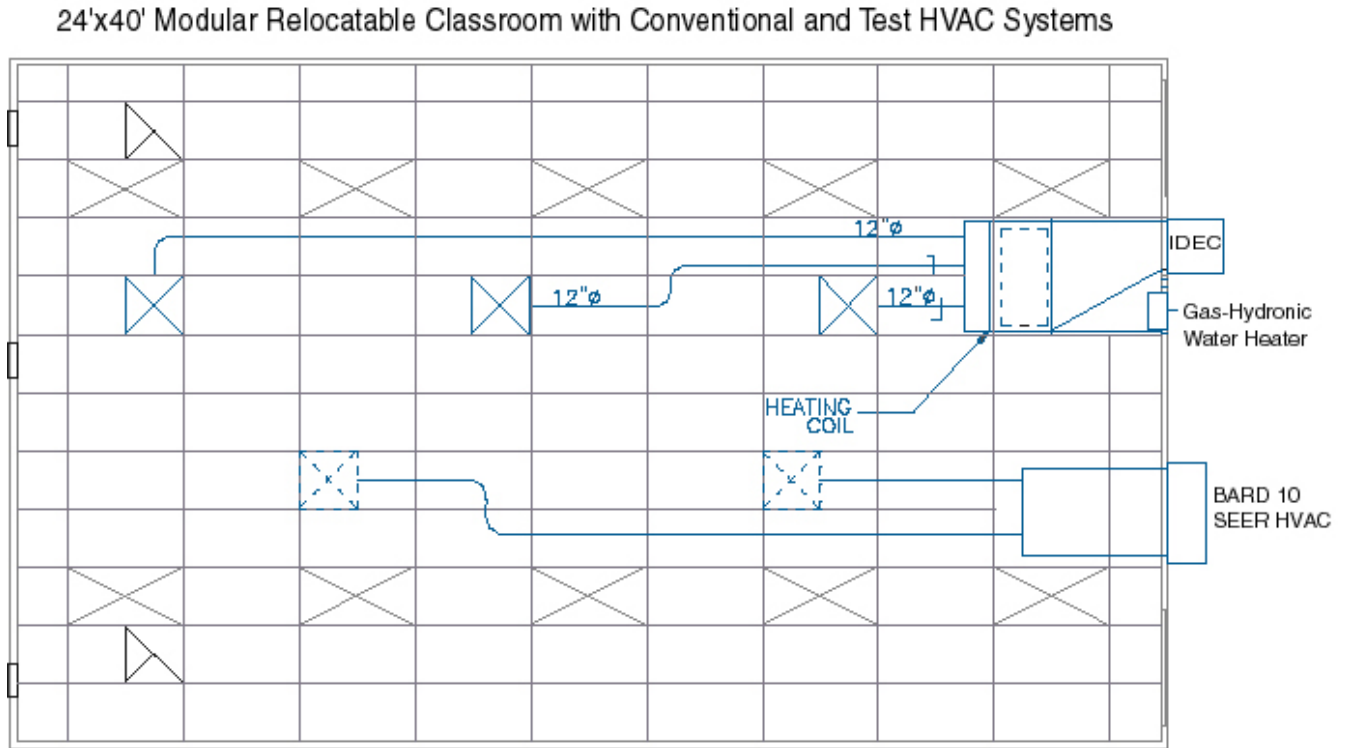 24'x40' Modular Relocatable Classroom with Conventional and Test HVAC Systems
12"ø
IDEC
12"ø
12"ø
Gas-Hydronic
Water Heater
HEATING
COIL
BARD 10
SEER HVAC